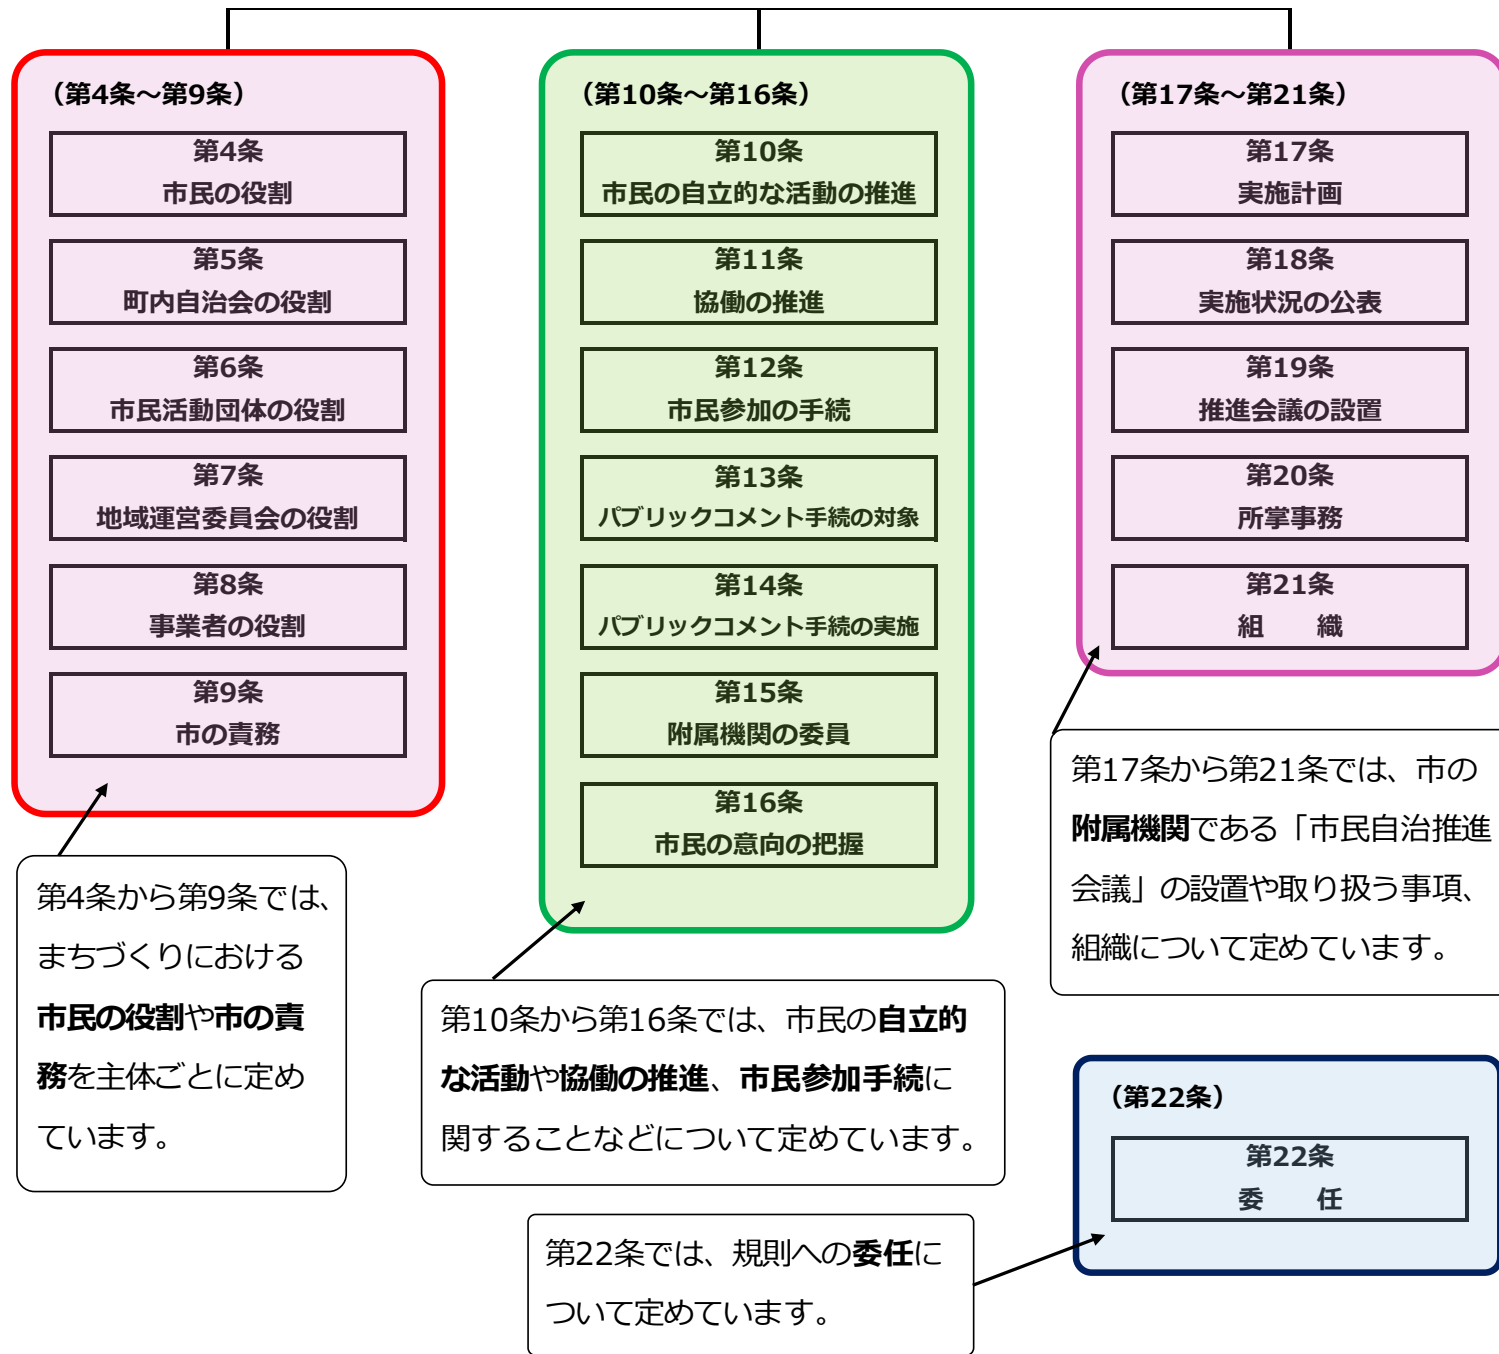 （第4条～第9条）
第4条
市民の役割
第5条
町内自治会の役割
第6条
市民活動団体の役割
第7条
地域運営委員会の役割
第8条
事業者の役割
第9条
市の責務
第4条から第9条では、
まちづくりにおける
市民の役割や市の責
務を主体ごとに定め
ています。
（第10条～第16条）
第10条
市民の自立的な活動の推進
第11条
協働の推進
第12条
市民参加の手続
第13条
パブリックコメント手続の対象
第14条
パブリックコメント手続の実施
第15条
附属機関の委員
第16条
市民の意向の把握
第10条から第16条では、市民の自立的
な活動や協働の推進、市民参加手続に
関することなどについて定めています。
（第17条～第21条）
第17条
実施計画
第18条
実施状況の公表
第19条
推進会議の設置
第20条
所掌事務
第21条
組　織
第17条から第21条では、市の
附属機関である「市民自治推進
会議」の設置や取り扱う事項、
組織について定めています。
（第22条）
第22条
委　任
第22条では、規則への委任に
ついて定めています。